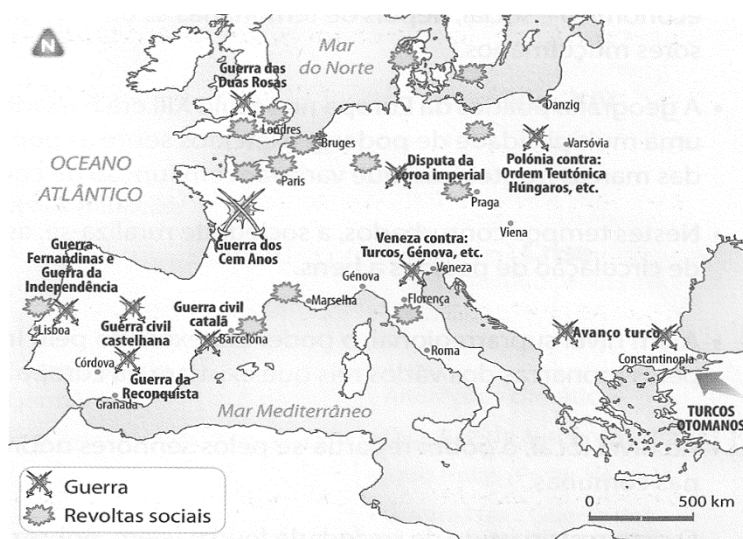 N
Mar
do Norte
Guerra das
Duas Rosas
Londres
Bruges
Danzig
Varsóvia
OCEANO
ATLÂNTICO
Paris
Disputa da
coroa imperial
Polónia contra:
Ordem Teutónica
Húngaros, etc.
Praga
Viena
Guerra dos
Cem Anos
Veneza contra:
Turcos, Génova, etc.
Veneza
Génova
Guerra
Fernandinas e
Guerra da
Independência
Marselha
Florença
Guerra civil
catalã
Lisboa
Guerra civil
castelhana
Barcelona
Avanço turco
Roma
Constantinopla
Córdova
Guerra da
Reconquista
Granada
Mar Mediterrâneo
TURCOS
OTOMANOS
Guerra
Revoltas sociais
0 500 km